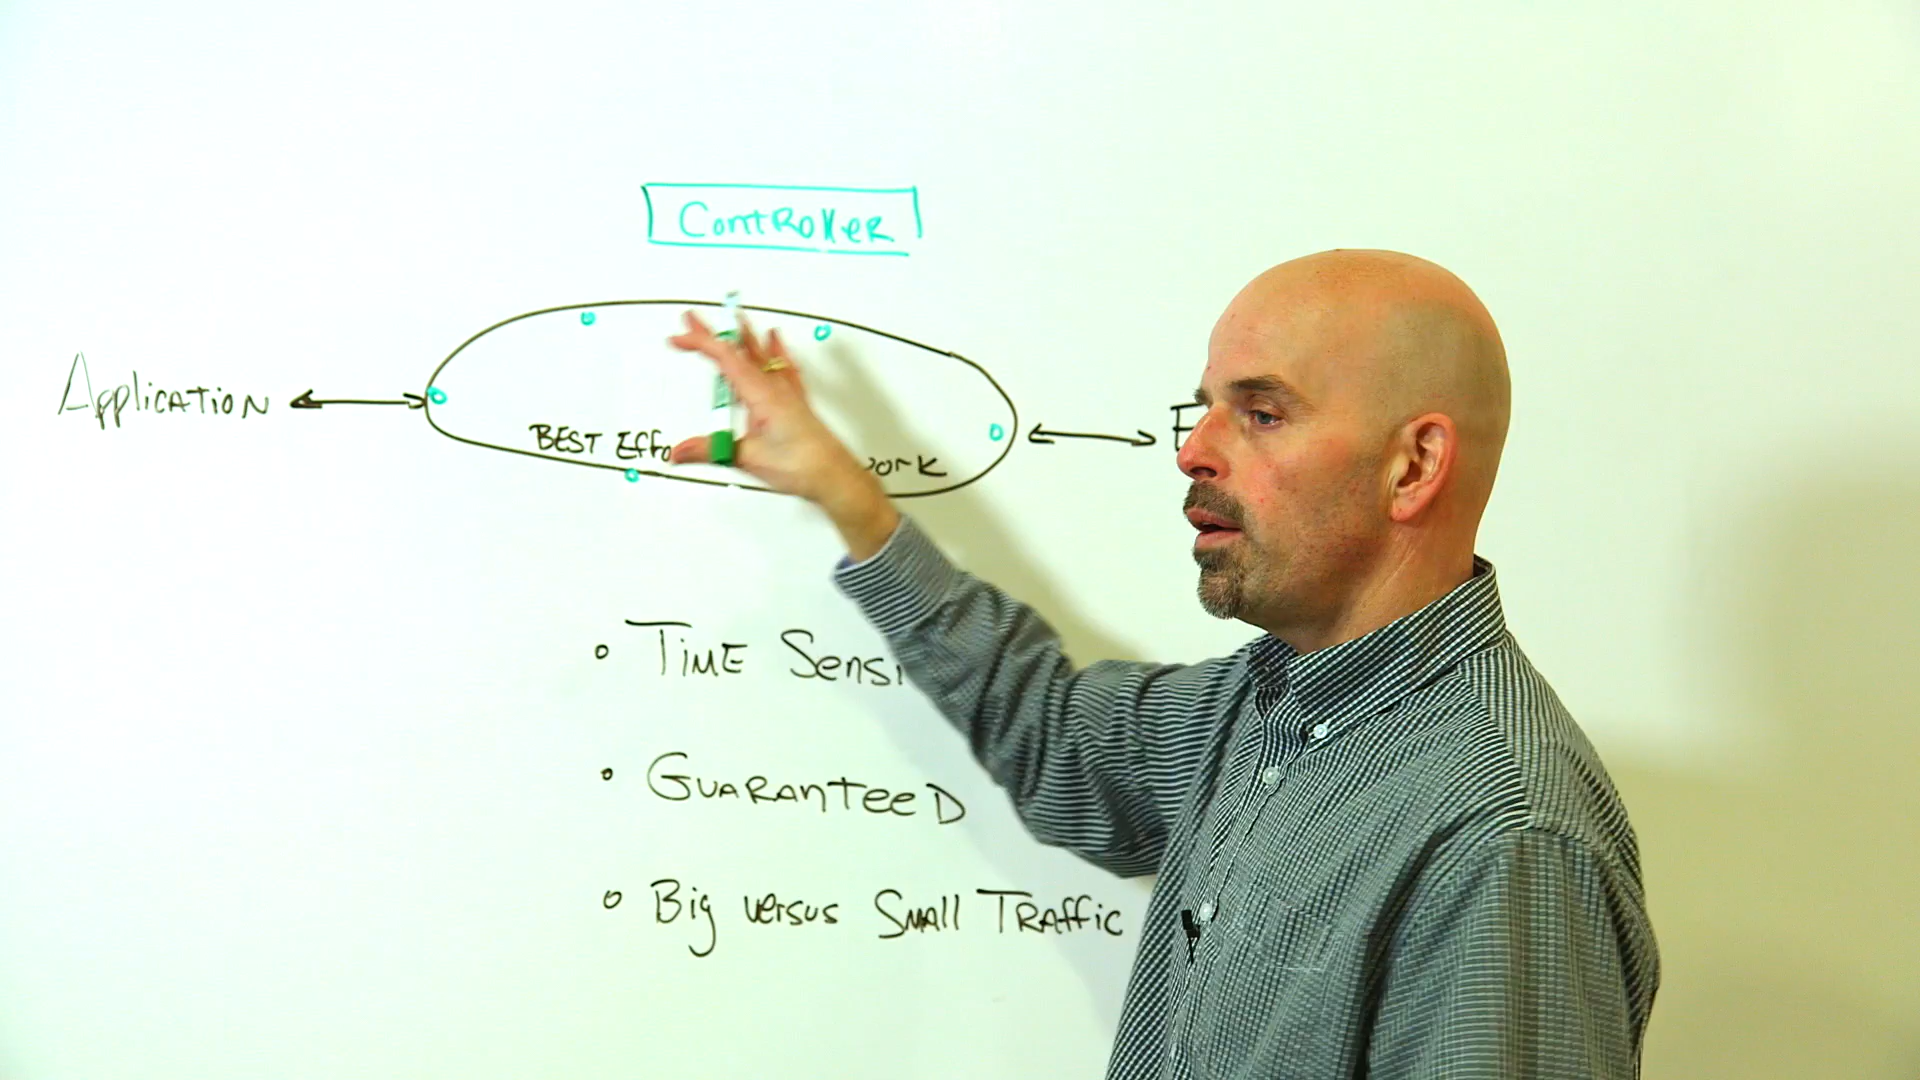 Controller
Application
BEST Effo
ork
• Time Sensi
• Guaranteed
• Big versus Small Traffic